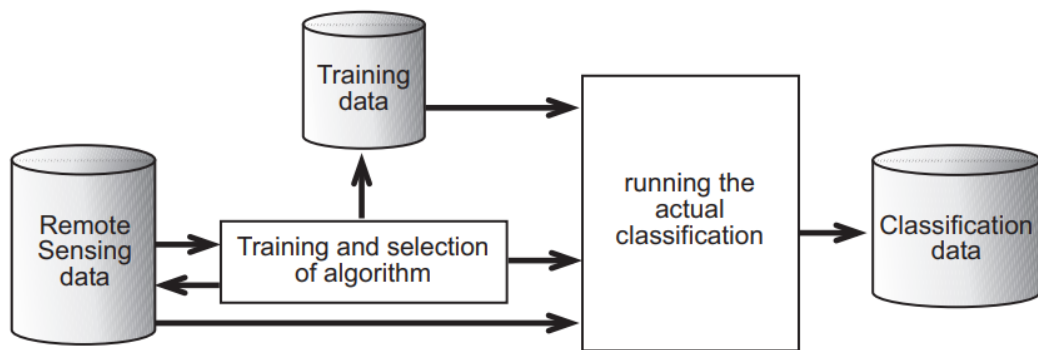 Training
data
Remote
Sensing
data
Training and selection
of algorithm
running the
actual
classification
Classification
data